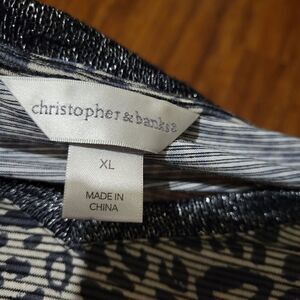 christopher & banks
XL
MADE IN
CHINA